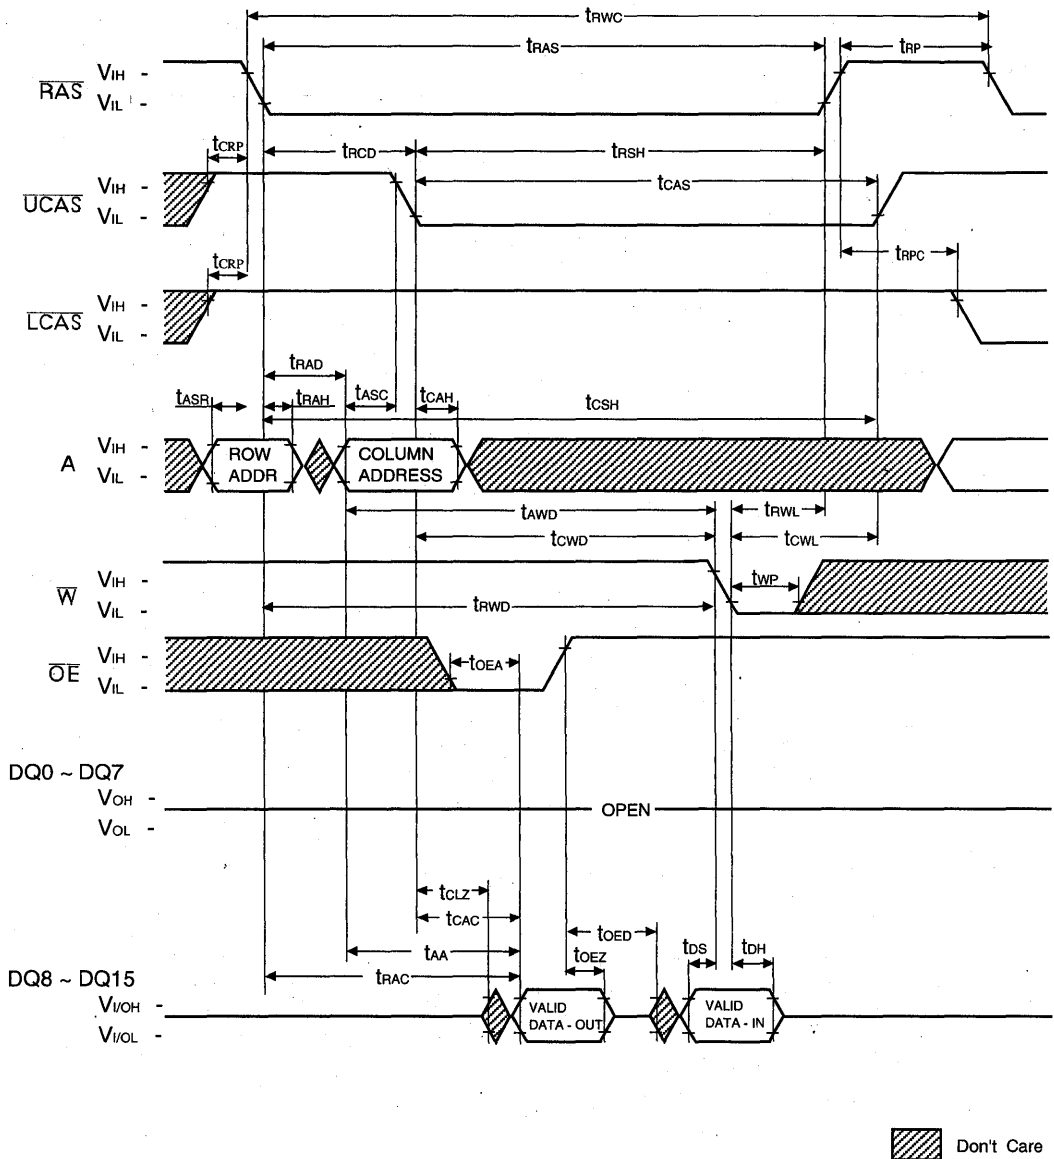 tRWC
tRAS
tRP
RAS
VIH -
VIL -
tCRP
tRCD
tRSH
UCAS
VIH -
VIL -
tCAS
tCRP
tRPC
LCAS
VIH -
VIL -
tRAD
tASR
tRAH
tASC
tCAH
tCSH
A
VIH -
VIL -
ROW
ADDR
COLUMN
ADDRESS
tAWD
tRWL
tCWD
tCWL
W
VIH -
VIL -
tWP
tRWD
OE
VIH -
VIL -
tOEA
DQ0 ~ DQ7
VOH -
VOL -
OPEN
tCLZ
tCAC
tOED
tAA
tOEZ
tDS
tDH
tRAC
DQ8 ~ DQ15
VI/OH -
VI/OL -
VALID
DATA - OUT
VALID
DATA - IN
Don't Care